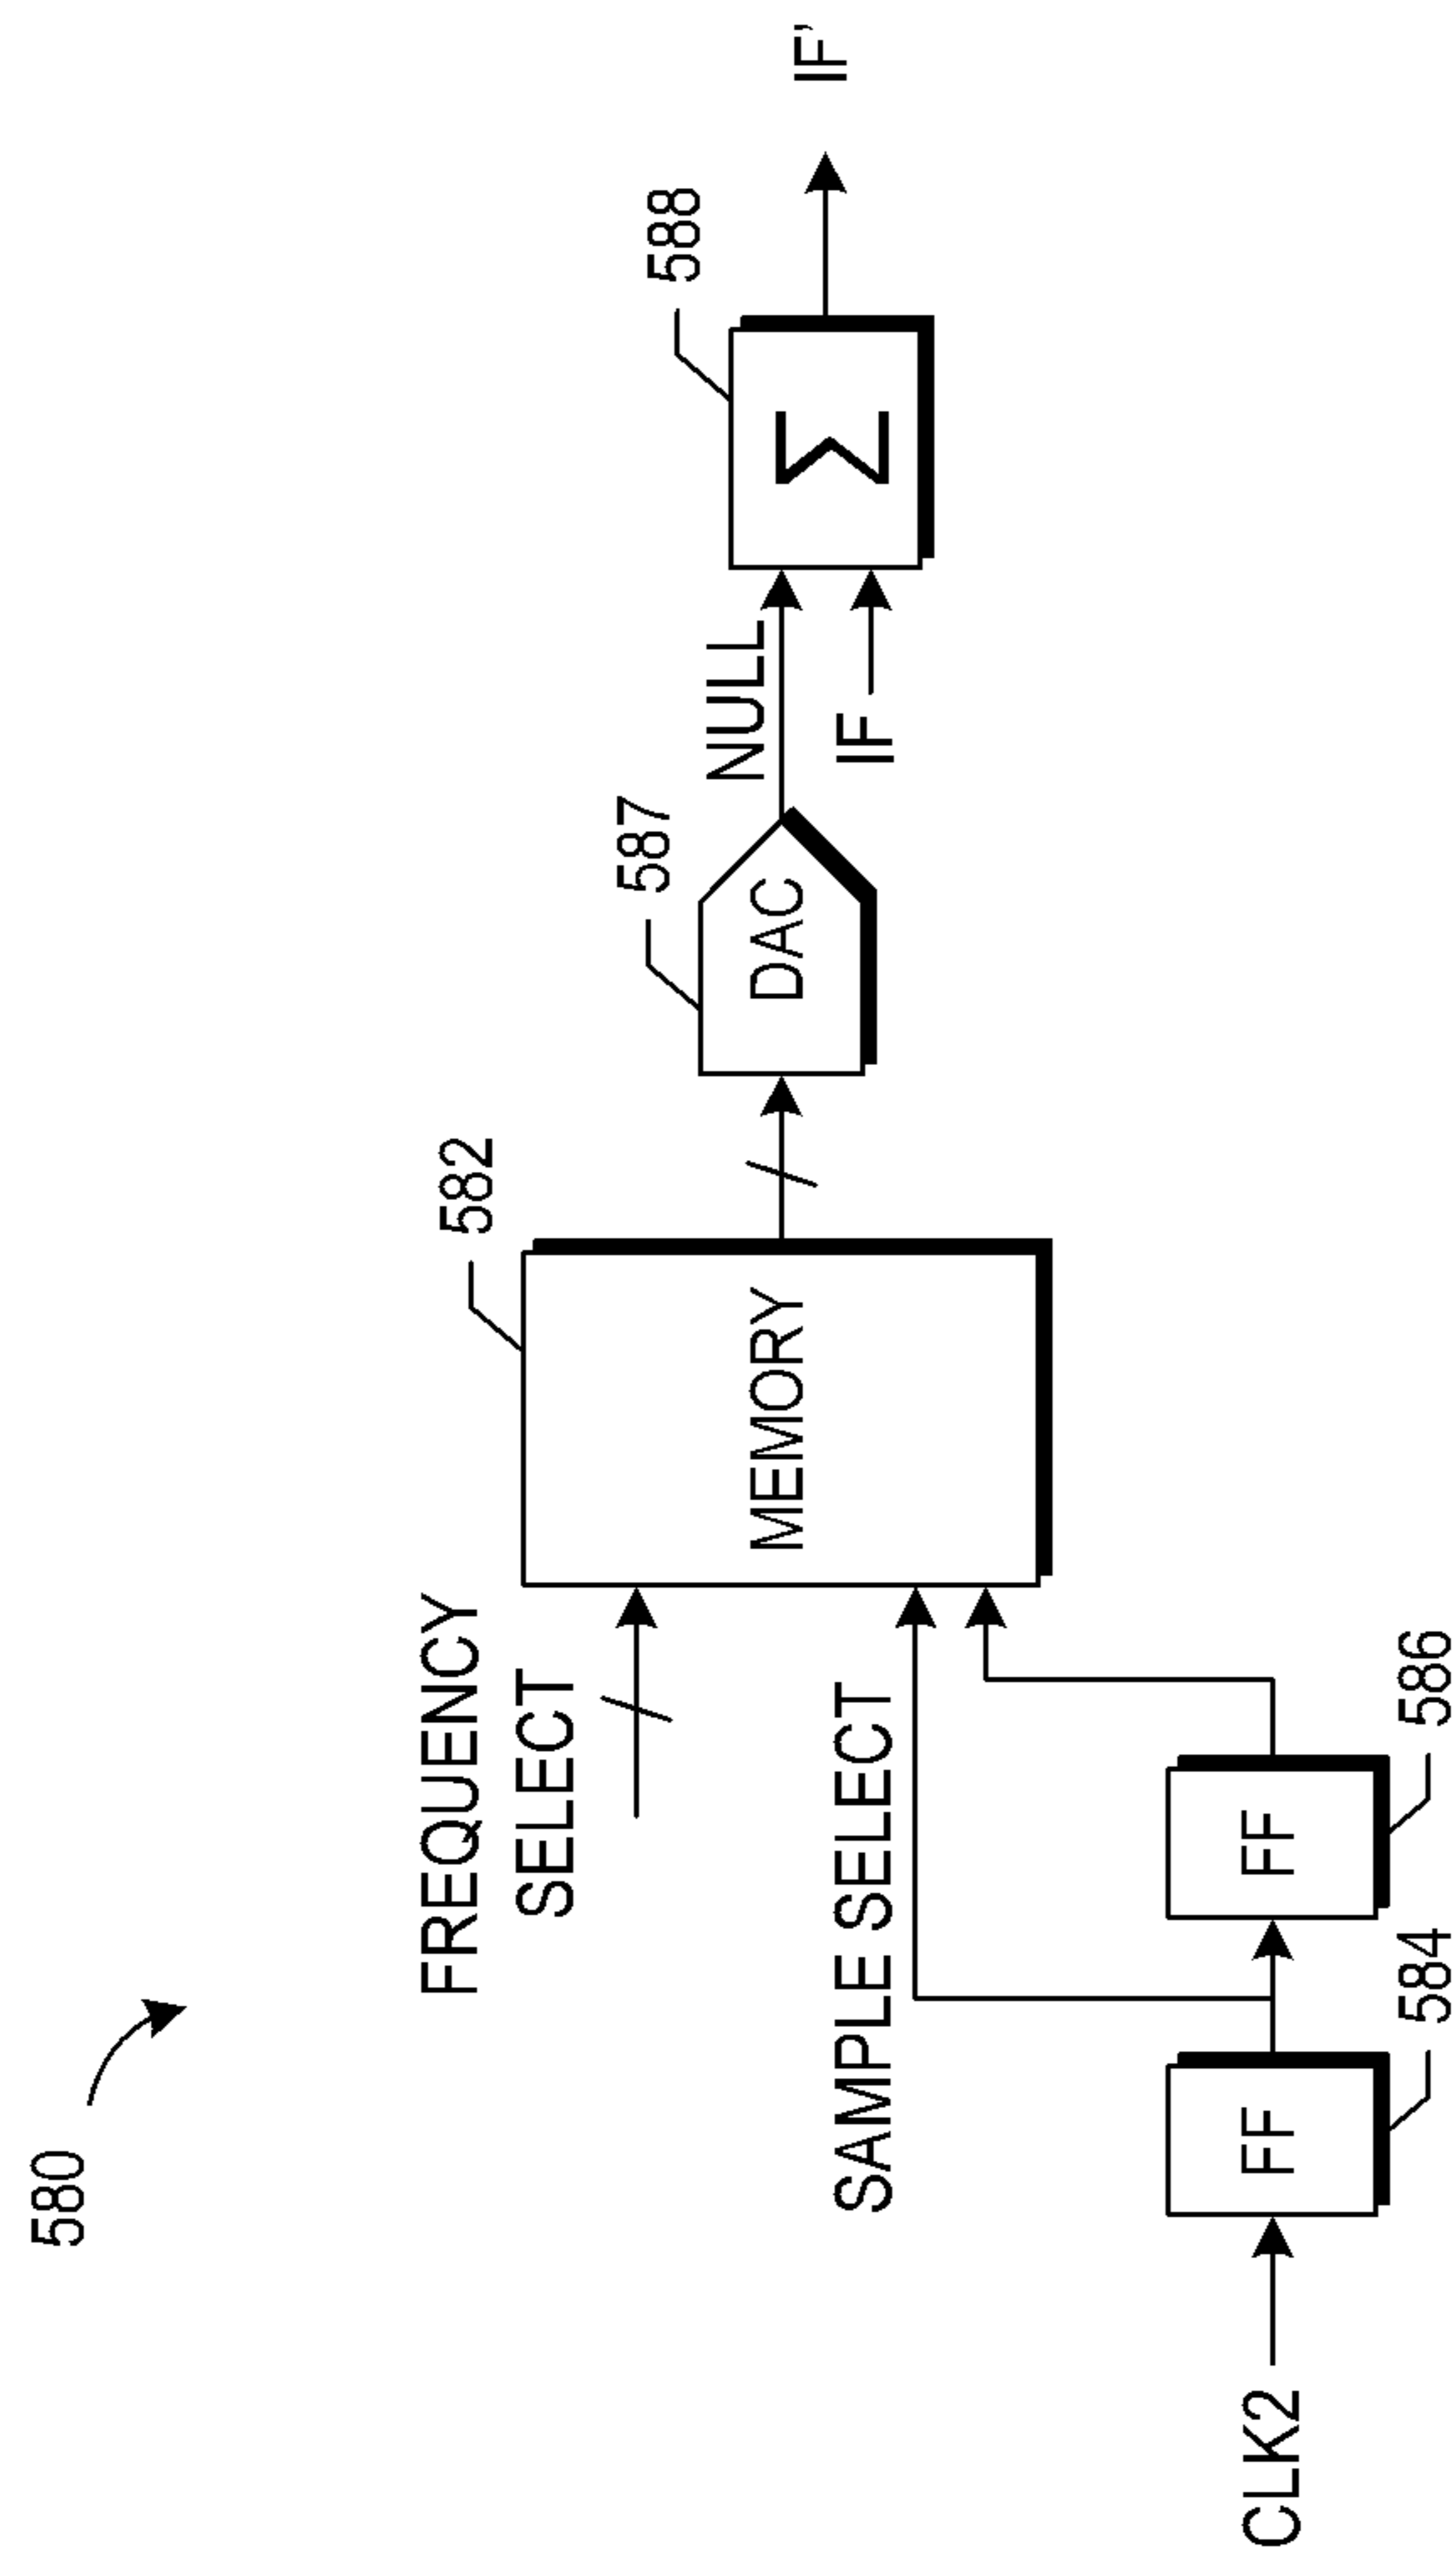 580
FREQUENCY
SELECT
582
MEMORY
SAMPLE SELECT
CLK2
FF
584
FF
586
587
DAC
NULL
IF
588
Σ
IF'